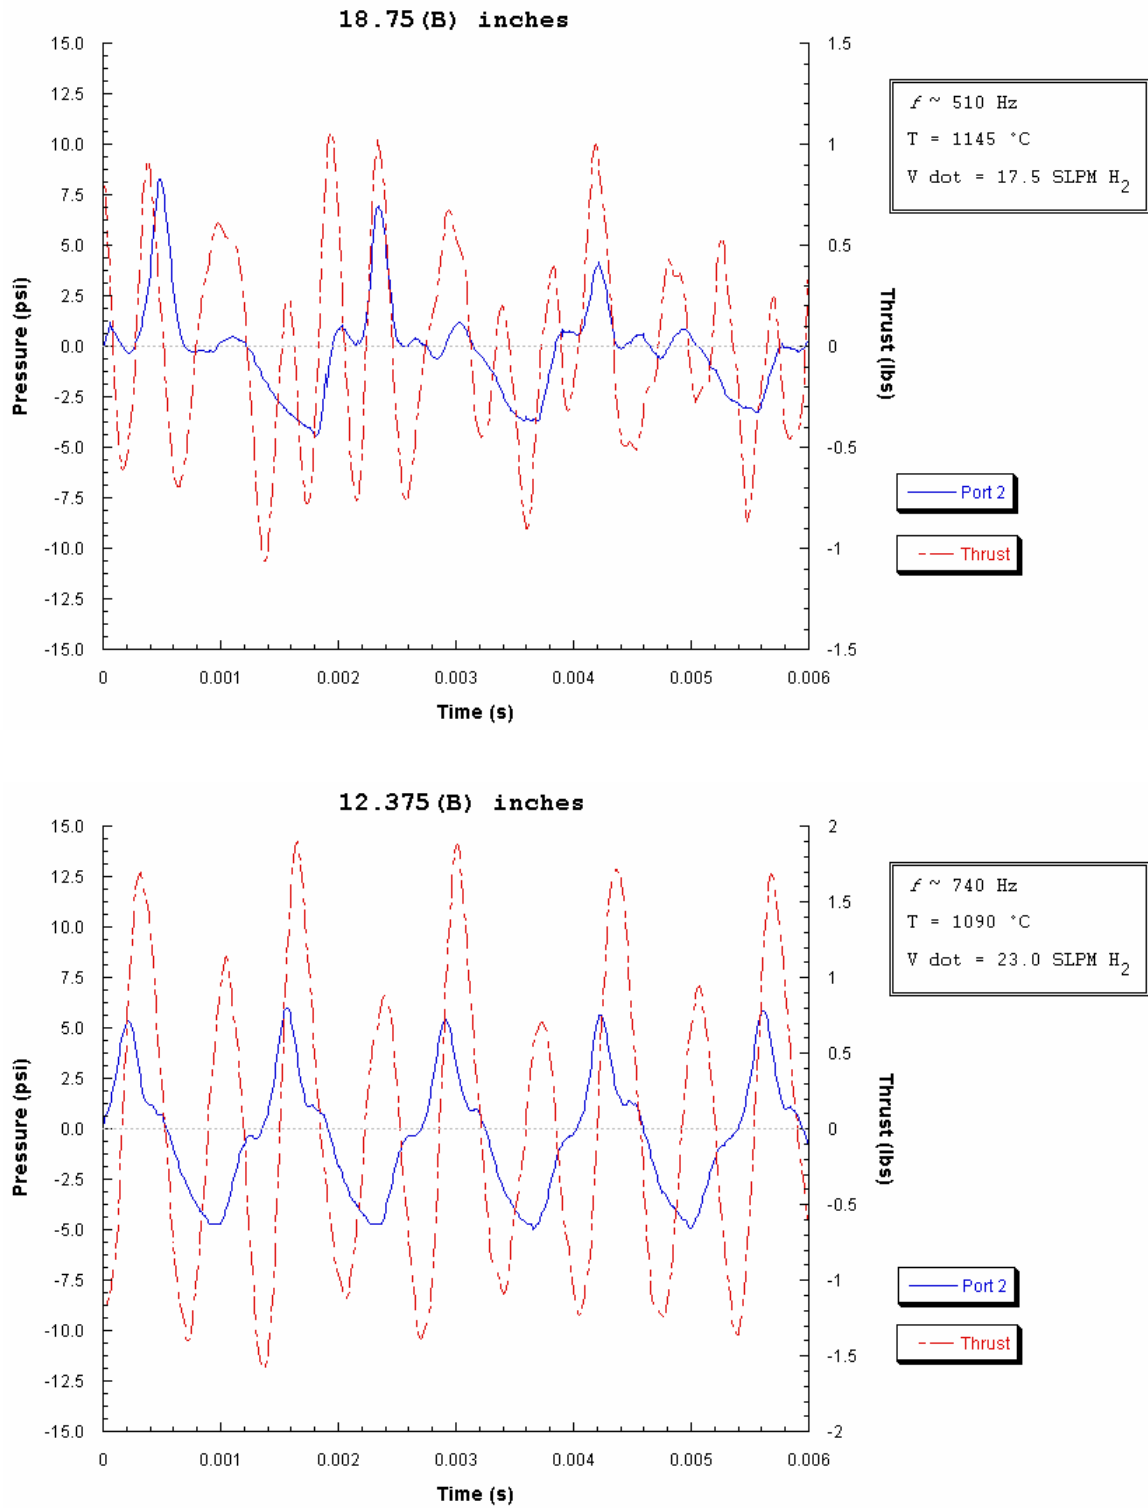 18.75(B) inches
15.0
12.5
10.0
7.5
5.0
2.5
0.0
-2.5
-5.0
-7.5
-10.0
-12.5
-15.0
Pressure (psi)
1.5
1
0.5
0
-0.5
-1
-1.5
Thrust (lbs)
0 0.001 0.002 0.003 0.004 0.005 0.006
Time (s)
f ~ 510 Hz
T = 1145 °C
V dot = 17.5 SLPM H2
Port 2
Thrust
12.375(B) inches
15.0
12.5
10.0
7.5
5.0
2.5
0.0
-2.5
-5.0
-7.5
-10.0
-12.5
-15.0
Pressure (psi)
2
1.5
1
0.5
0
-0.5
-1
-1.5
-2
Thrust (lbs)
0 0.001 0.002 0.003 0.004 0.005 0.006
Time (s)
f ~ 740 Hz
T = 1090 °C
V dot = 23.0 SLPM H2
Port 2
Thrust